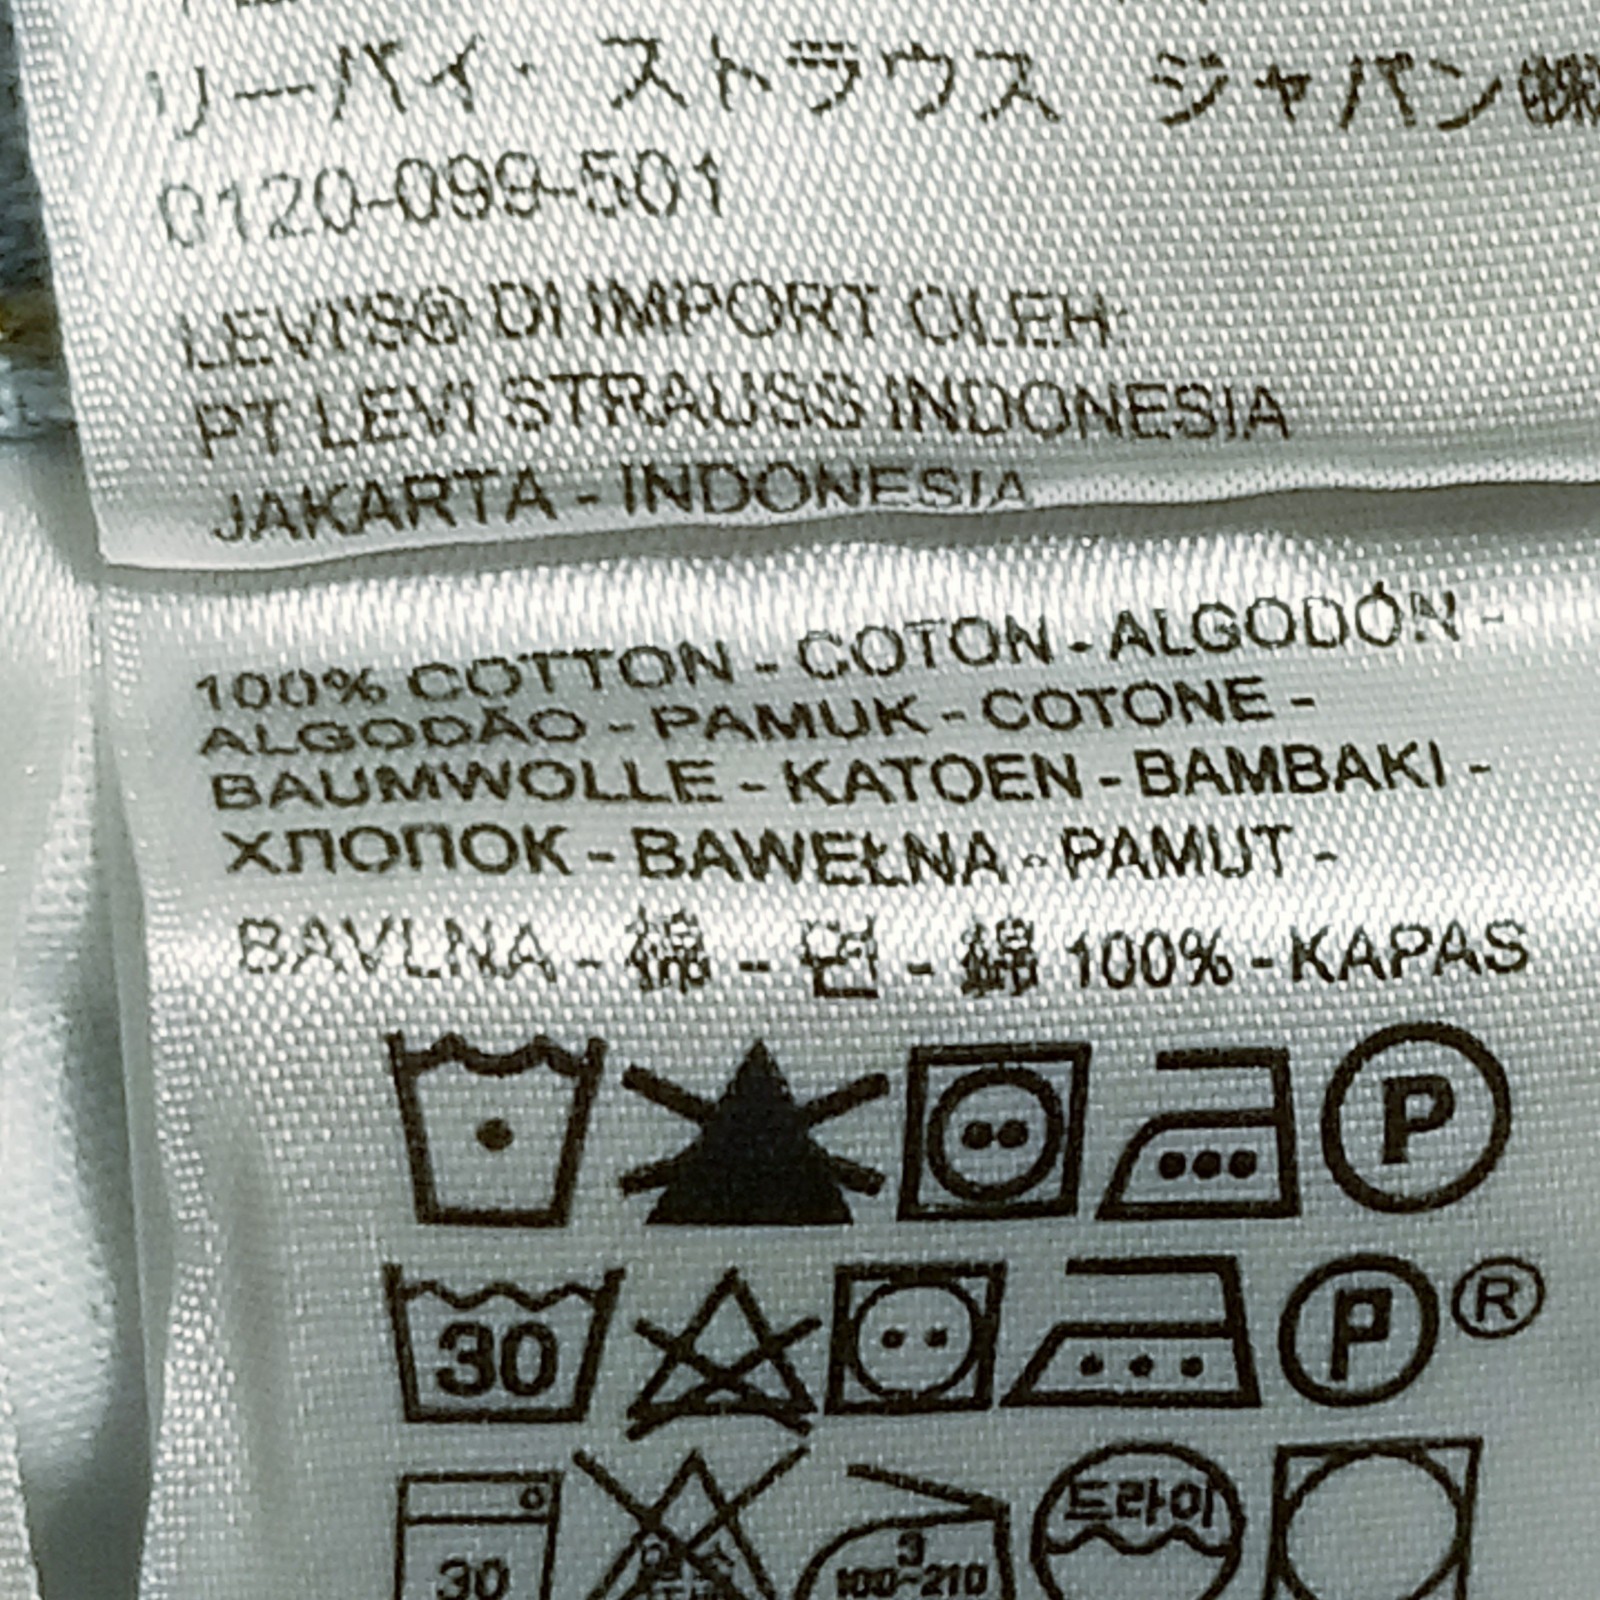 リーバイ・ストラウス ジャパン㈱
0120-099-501
LEVI'S® DI IMPORT OLEH:
PT LEVI STRAUSS INDONESIA
JAKARTA - INDONESIA
100% COTTON - COTON - ALGODÓN -
ALGODÃO - PAMUK - COTONE -
BAUMWOLLE - KATOEN - BAMBAKI -
ХЛОПОК - BAWEŁNA - PAMUT -
BAVLNA - 棉 - 면 - 綿 100% - KAPAS
P
30 P ®
30 3 100~210 드라이